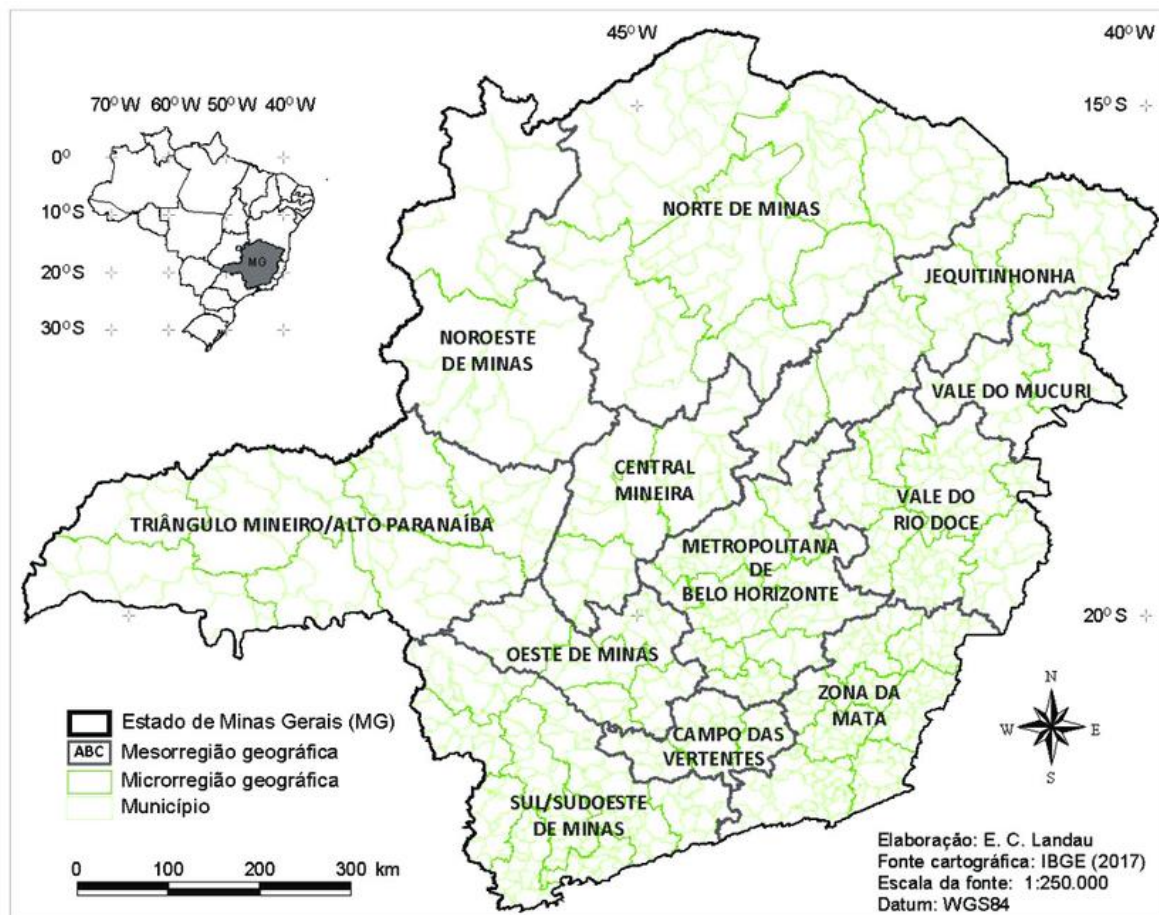 45° W
40° W
15° S
20° S
70° W 60° W 50° W 40° W
0°
10° S
20° S
30° S
MG
NORTE DE MINAS
JEQUITINHONHA
NOROESTE
DE MINAS
VALE DO MUCURI
CENTRAL
MINEIRA
VALE DO
RIO DOCE
TRIÂNGULO MINEIRO/ALTO PARANAÍBA
METROPOLITANA
DE
BELO HORIZONTE
OESTE DE MINAS
ZONA DA
MATA
CAMPO DAS
VERTENTES
SUL/SUDOESTE
DE MINAS
N
W E
S
Estado de Minas Gerais (MG)
ABC Mesorregião geográfica
Microrregião geográfica
Município
0 100 200 300 km
Elaboração: E. C. Landau
Fonte cartográfica: IBGE (2017)
Escala da fonte: 1:250.000
Datum: WGS84